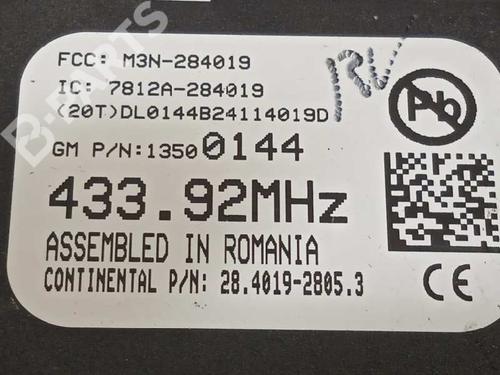 FCC: M3N-284019
IC: 7812A-284019
(20T)DL0144B24114019D
GM P/N:13500144
433.92MHz
ASSEMBLED IN ROMANIA
CONTINENTAL P/N: 28.4019-2805.3
Pb
CE
B-PARTS